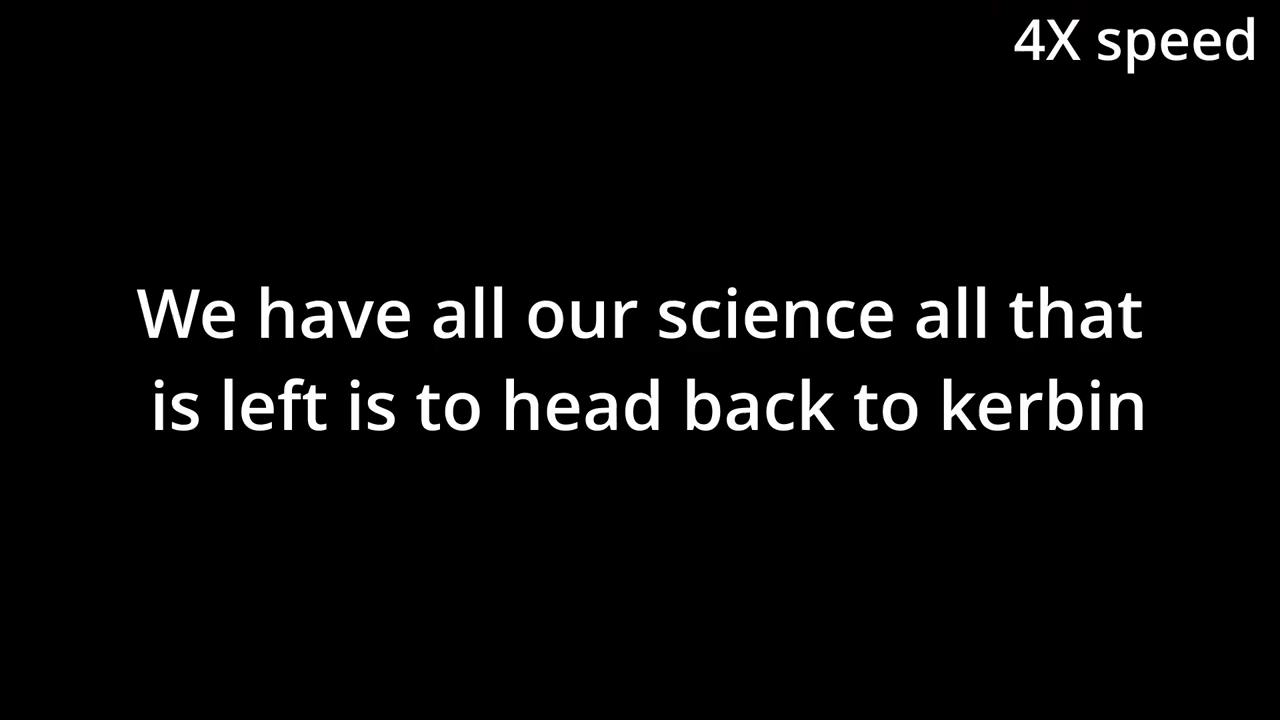 4X speed
We have all our science all that
is left is to head back to kerbin